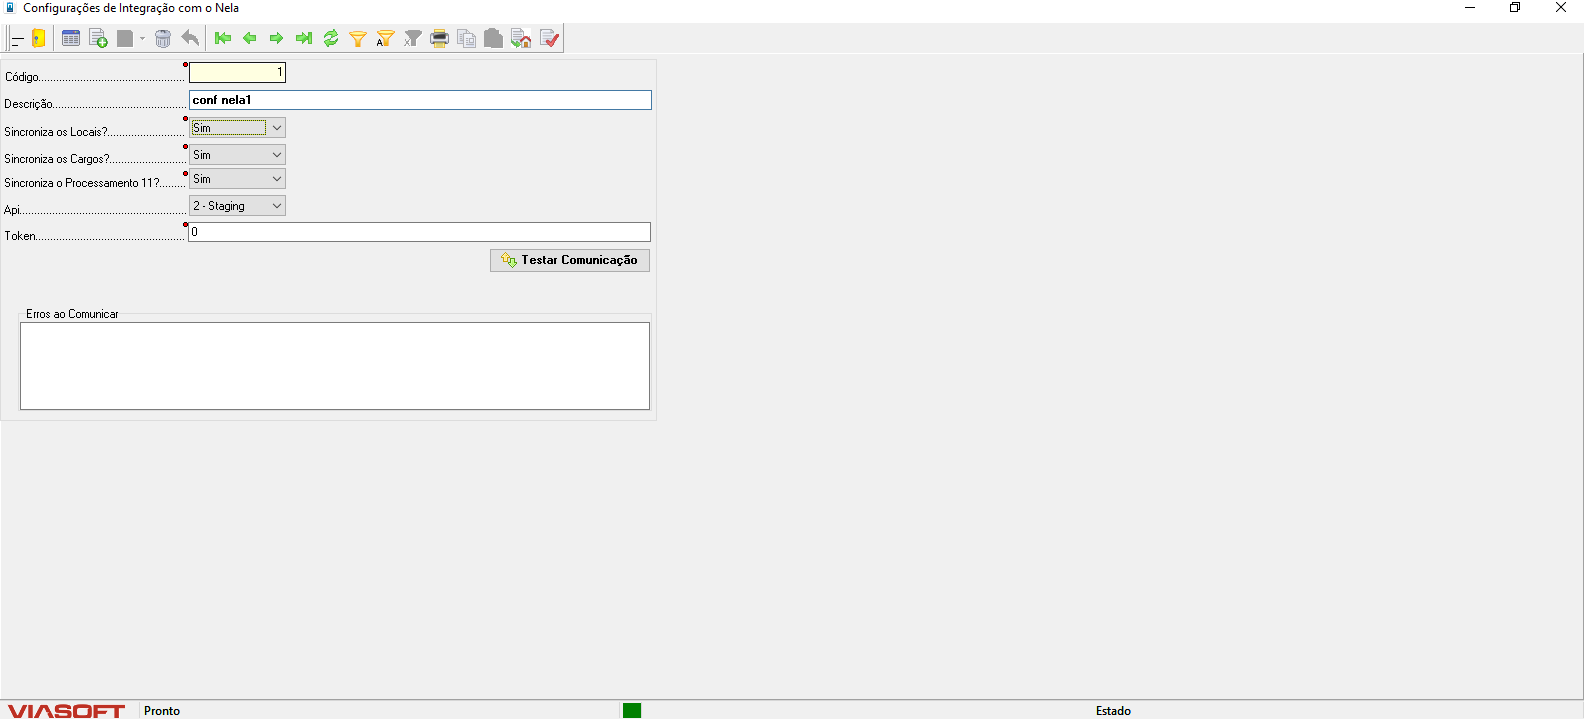 Configurações de Integração com o Nela
Código 1
Descrição conf nela1
Sincroniza os Locais? Sim
Sincroniza os Cargos? Sim
Sincroniza o Processamento 11? Sim
Api 2 - Staging
Token 0
Testar Comunicação
Erros ao Comunicar
VIASOFT Pronto Estado